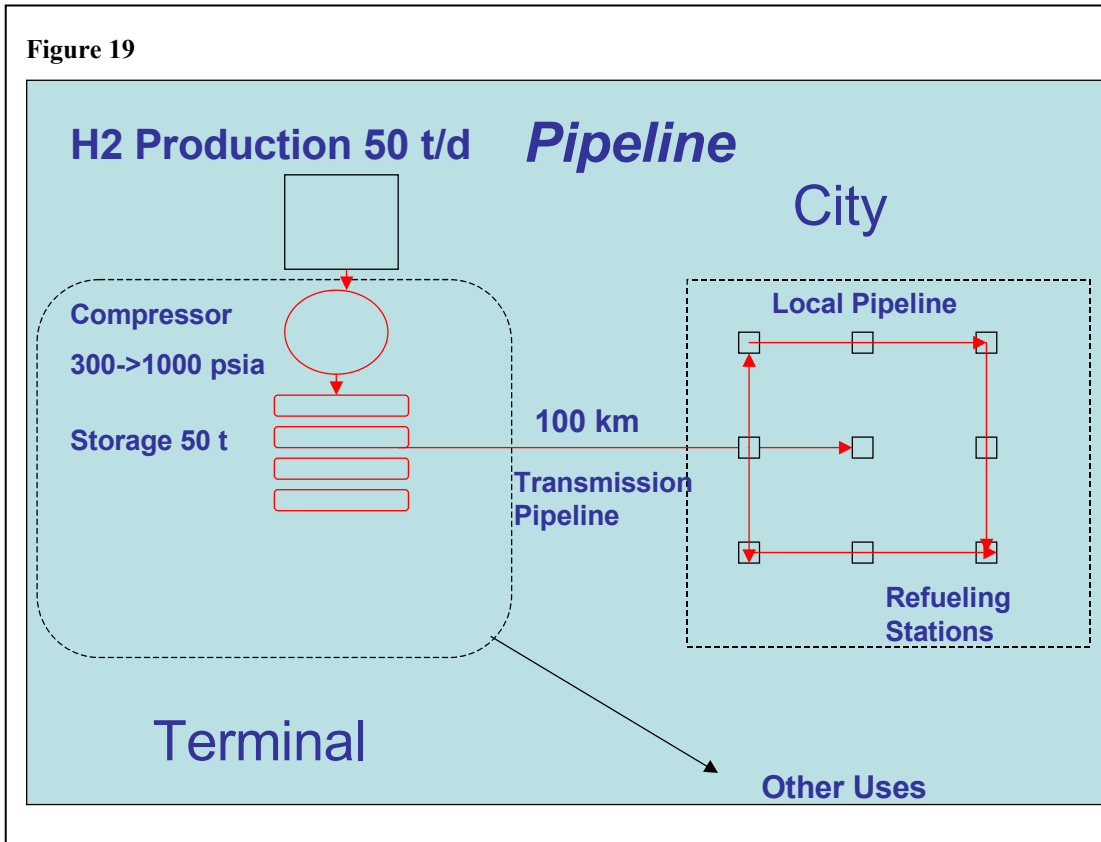 Figure 19
H2 Production 50 t/d
Pipeline
City
Compressor
300->1000 psia
Storage 50 t
100 km
Transmission
Pipeline
Local Pipeline
Refueling
Stations
Terminal
Other Uses